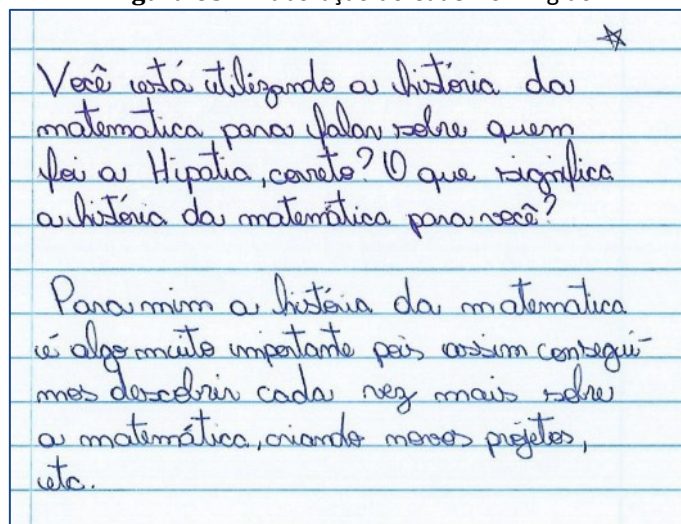 Você está utilizando a história da
matematica para falar sobre quem
foi a Hipatia, correto? O que significa
a história da matemática para você?
Para mim a história da matematica
é algo muito importante pois assim consegui-
mos descobrir cada vez mais sobre
a matemática, criando novos projetos,
etc.